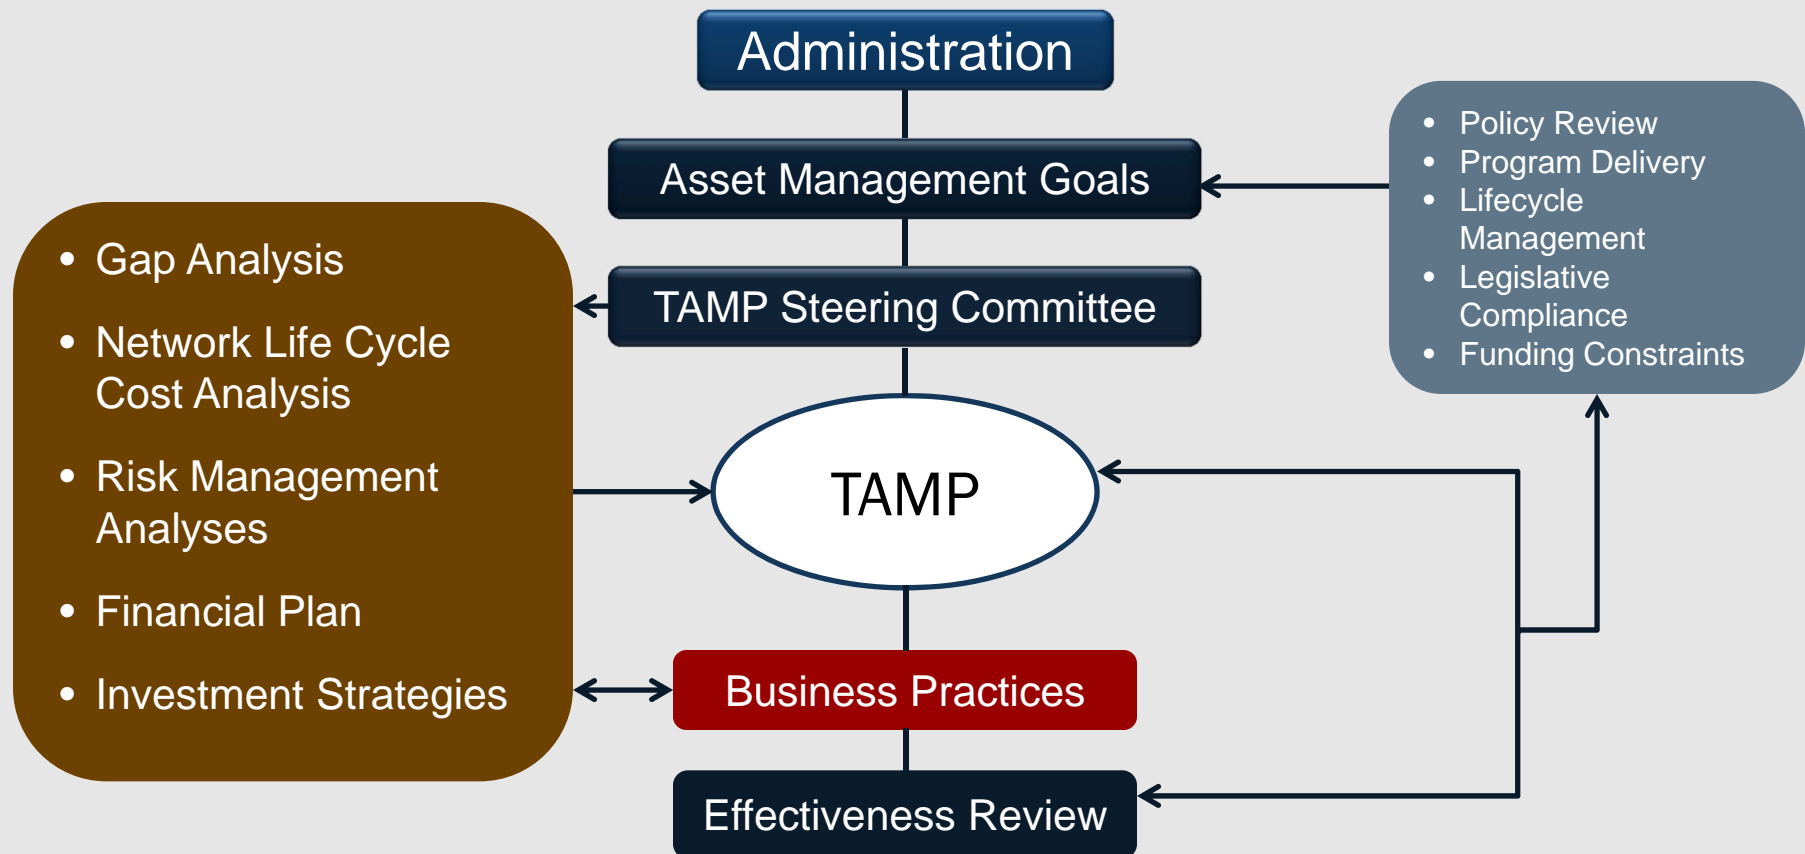 Administration
Asset Management Goals
TAMP Steering Committee
• Policy Review
• Program Delivery
• Lifecycle
Management
• Legislative
Compliance
• Funding Constraints
• Gap Analysis
• Network Life Cycle
Cost Analysis
• Risk Management
Analyses
• Financial Plan
• Investment Strategies
TAMP
Business Practices
Effectiveness Review